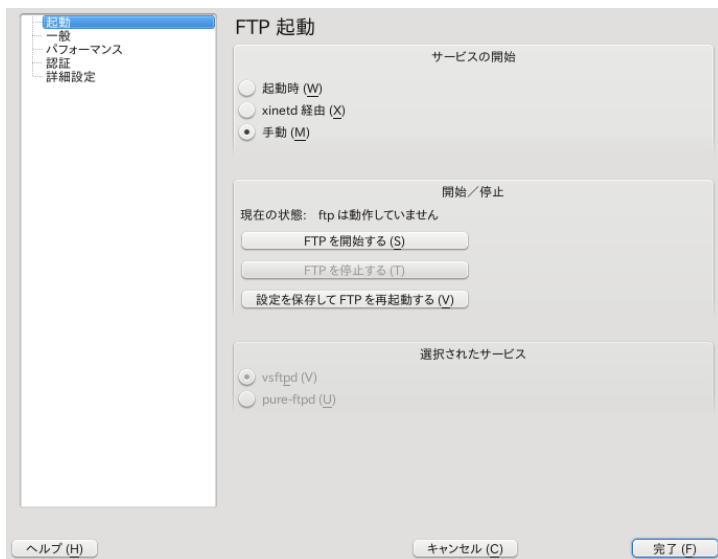 起動
一般
パフォーマンス
認証
詳細設定
FTP 起動
サービスの開始
起動時 (W)
xinetd 経由 (X)
手動 (M)
開始／停止
現在の状態: ftp は動作していません
FTP を開始する (S)
FTP を停止する (T)
設定を保存して FTP を再起動する (V)
選択されたサービス
vsftpd (V)
pure-ftpd (U)
ヘルプ (H)
キャンセル (C)
完了 (F)